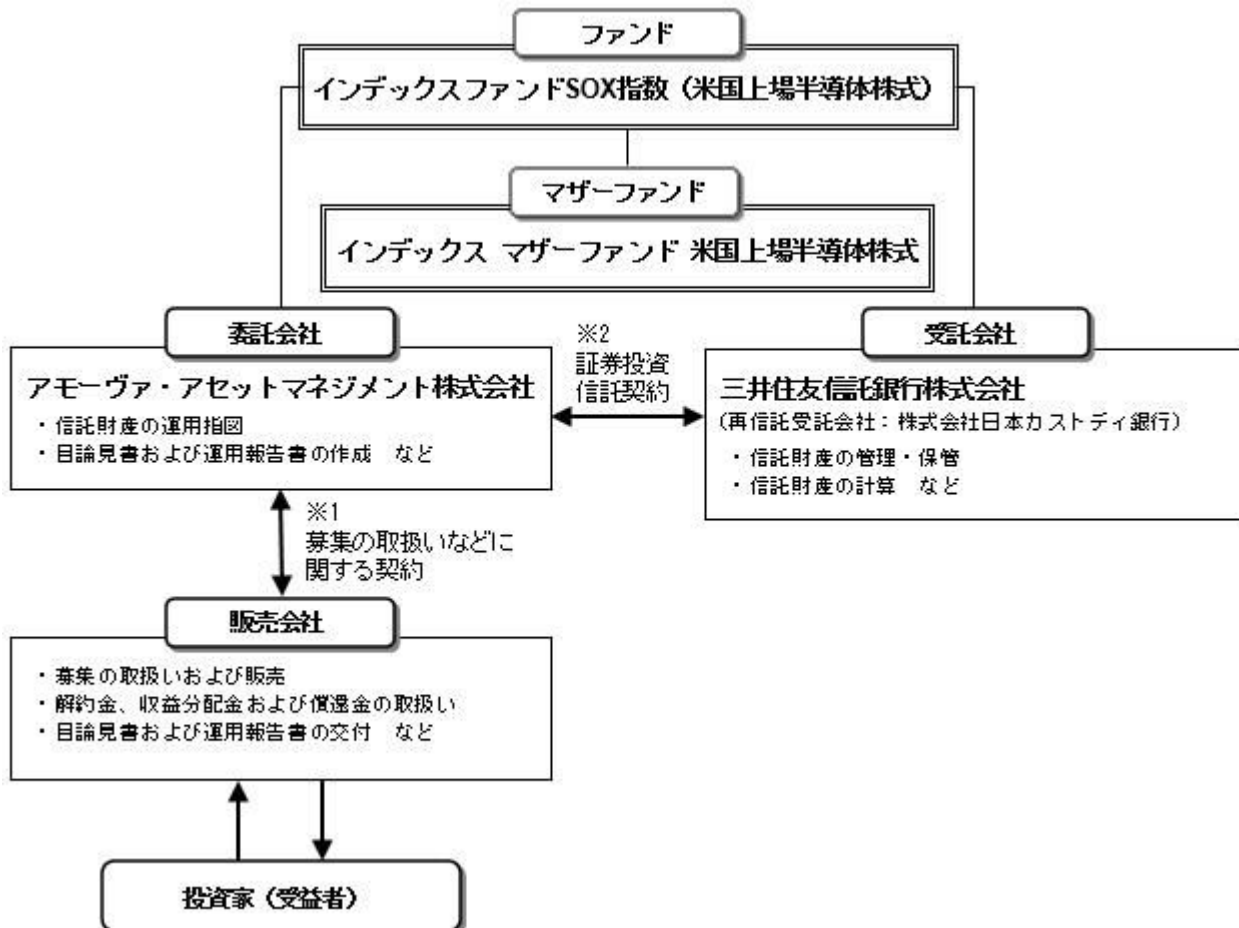 ファンド
インデックスファンドSOX指数（米国上場半導体株式）
マザーファンド
インデックス マザーファンド 米国上場半導体株式
委託会社
アモーヴァ・アセットマネジメント株式会社
・信託財産の運用指図
・目論見書および運用報告書の作成　など
※2
証券投資
信託契約
受託会社
三井住友信託銀行株式会社
（再信託受託会社：株式会社日本カストディ銀行）
・信託財産の管理・保管
・信託財産の計算　など
※1
募集の取扱いなどに
関する契約
販売会社
・募集の取扱いおよび販売
・解約金、収益分配金および償還金の取扱い
・目論見書および運用報告書の交付　など
投資家（受益者）